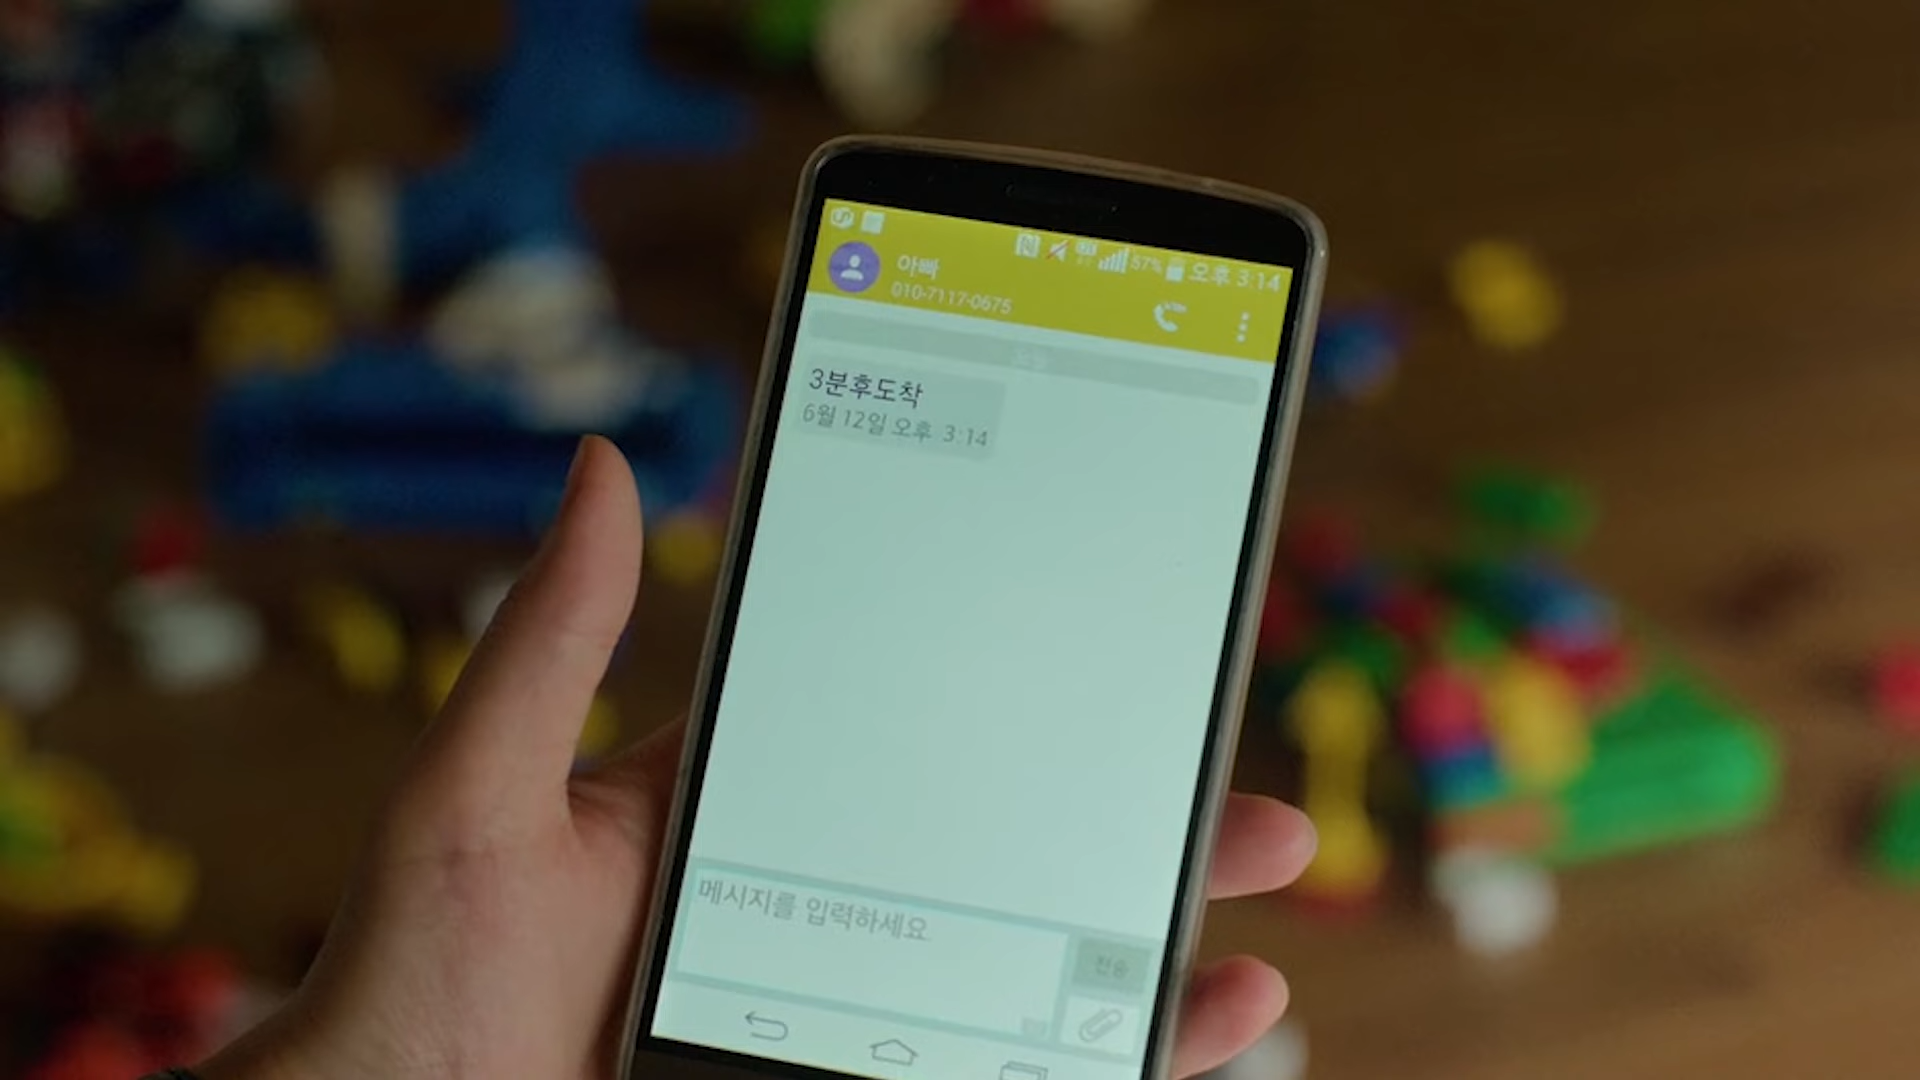 57% 오후 3:14
아빠
010-7117-0675
3분후도착
6월 12일 오후 3:14
메시지를 입력하세요
전송